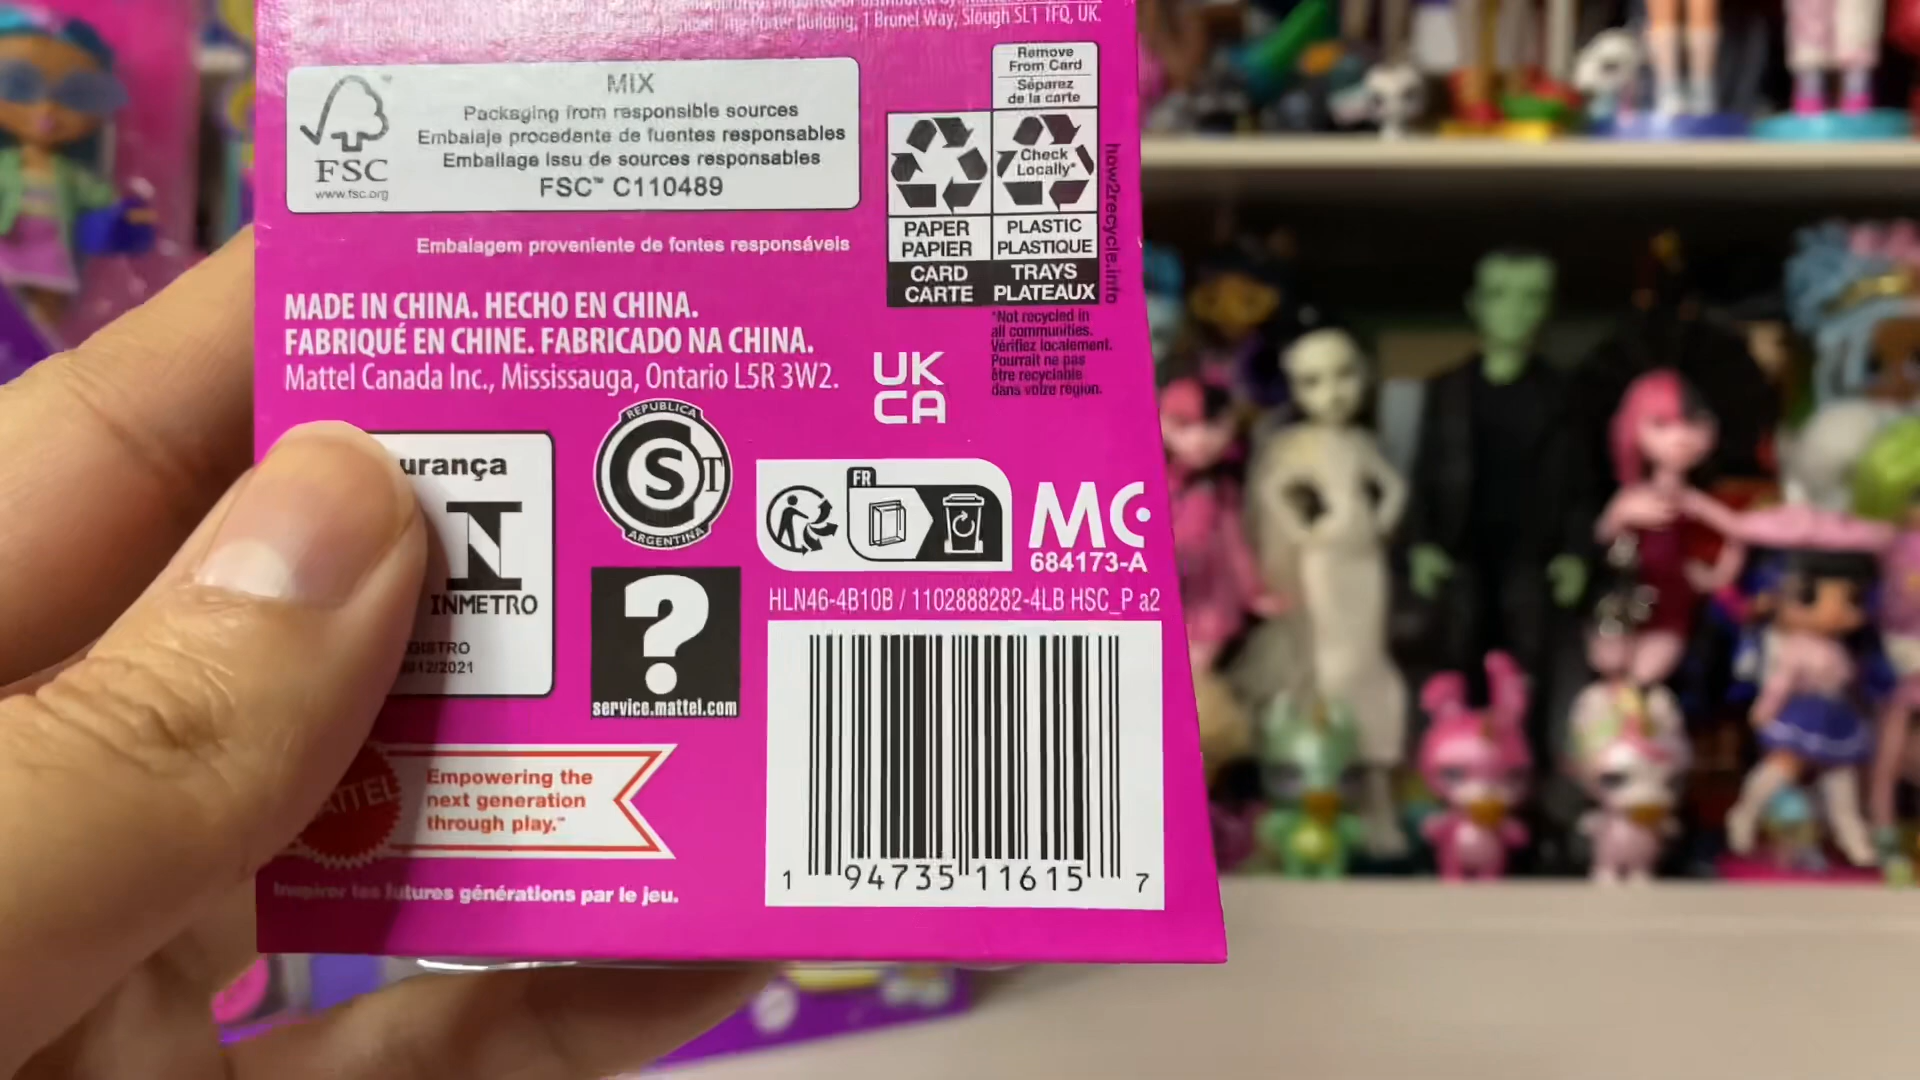 The Porter Building, 1 Brunel Way, Slough SL1 1FQ, UK.
FSC
www.fsc.org
MIX
Packaging from responsible sources
Embalaje procedente de fuentes responsables
Emballage issu de sources responsables
FSC™ C110489
Embalagem proveniente de fontes responsáveis
Remove
From Card
Séparez
de la carte
Check
Locally*
PAPER
PAPIER
CARD
CARTE
PLASTIC
PLASTIQUE
TRAYS
PLATEAUX
how2recycle.info
*Not recycled in
all communities.
Vérifiez localement.
Pourrait ne pas
être recyclable
dans votre région.
MADE IN CHINA. HECHO EN CHINA.
FABRIQUÉ EN CHINE. FABRICADO NA CHINA.
Mattel Canada Inc., Mississauga, Ontario L5R 3W2.
UK
CA
urança
INMETRO
12/2021
REPUBLICA
S T
ARGENTINA
FR
MC
684173-A
HLN46-4B10B / 1102888282-4LB HSC_P a2
?
service.mattel.com
Empowering the
next generation
through play.™
futures générations par le jeu.
1 94735 11615 7